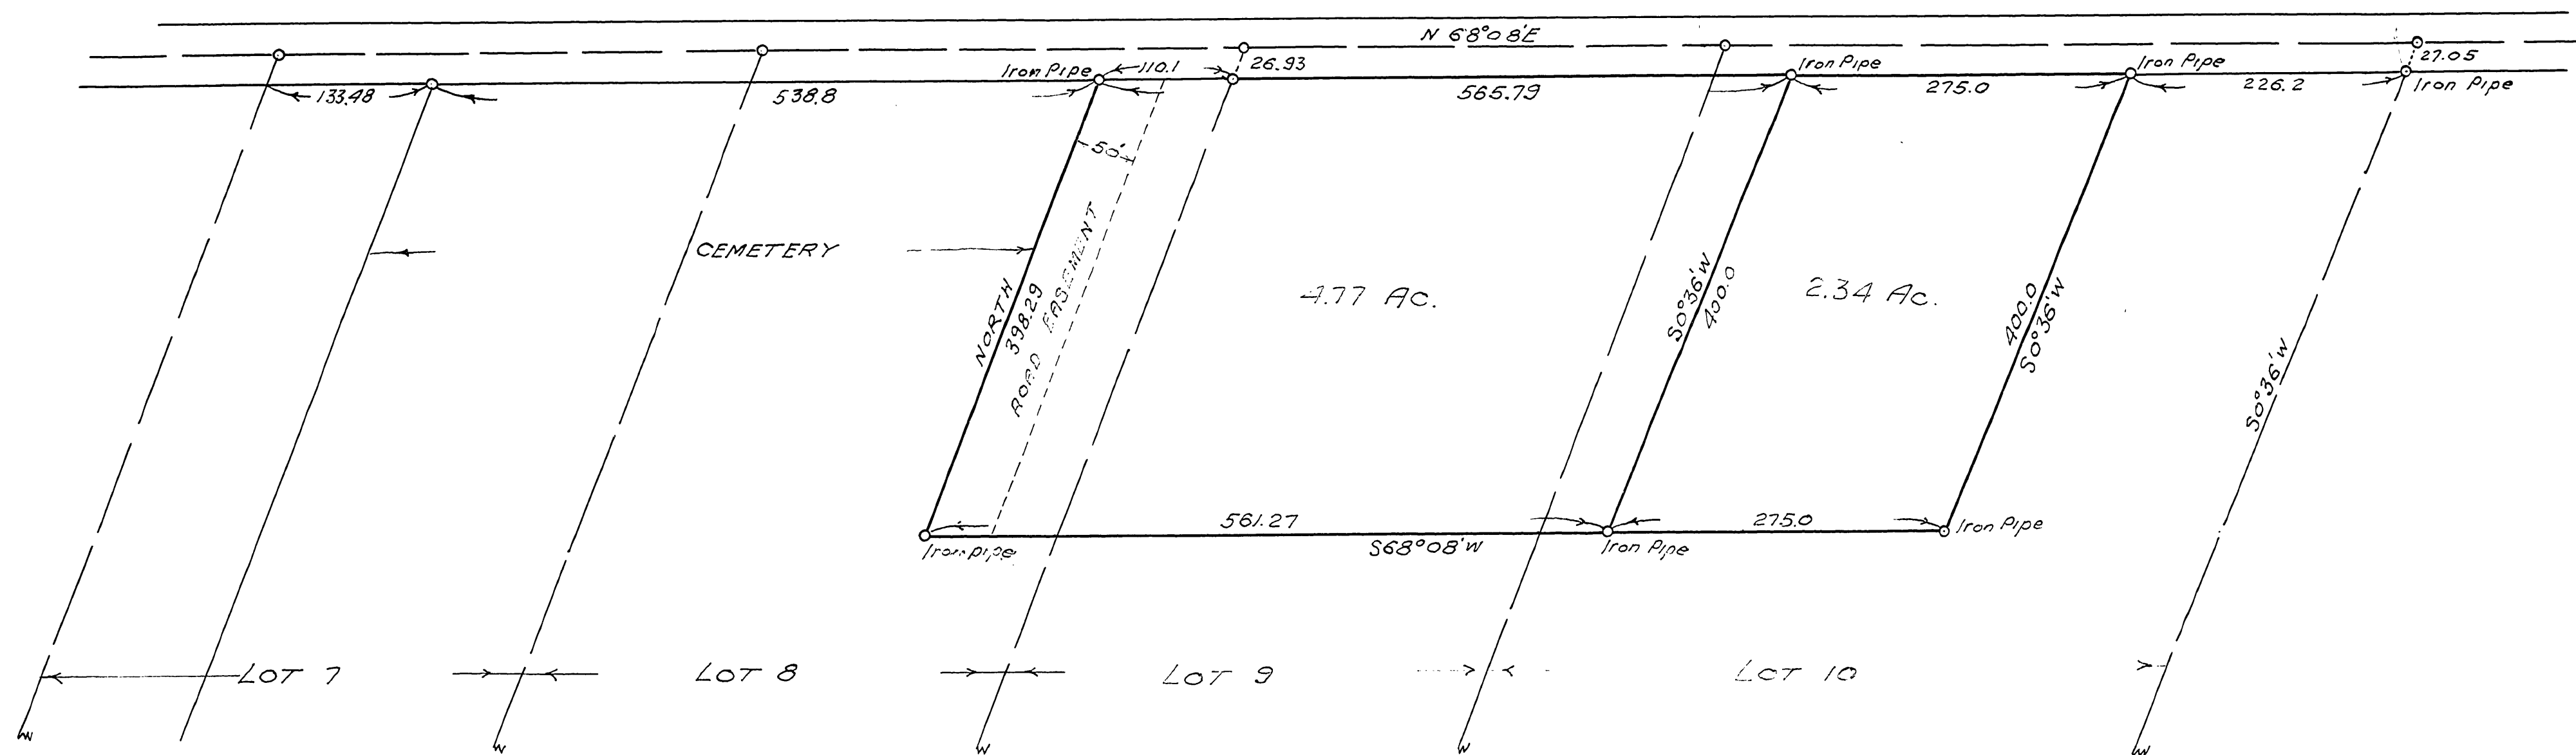 N 68°08'E
Iron Pipe
110.1
26.93
Iron Pipe
Iron Pipe
27.05
133.48
538.8
565.79
275.0
226.2
Iron Pipe
50'
CEMETERY
NORTH
398.29
ROAD EASEMENT
4.77 AC.
S0°36'W
400.0
2.34 AC.
400.0
S0°36'W
S0°36'W
561.27
275.0
Iron Pipe
Iron pipe
S68°08'W
Iron Pipe
LOT 7
LOT 8
LOT 9
LOT 10